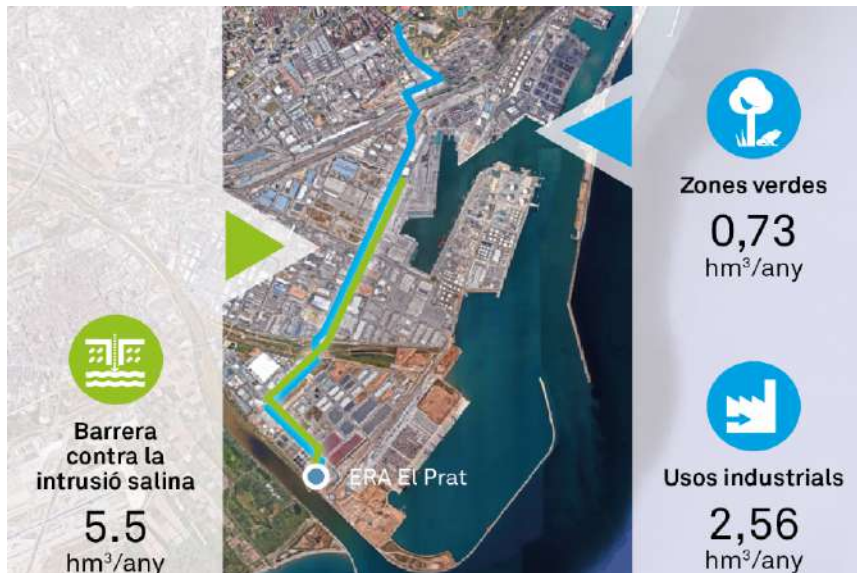 Barrera
contra la
intrusió salina
5.5
hm³/any
ERA El Prat
Zones verdes
0,73
hm³/any
Usos industrials
2,56
hm³/any